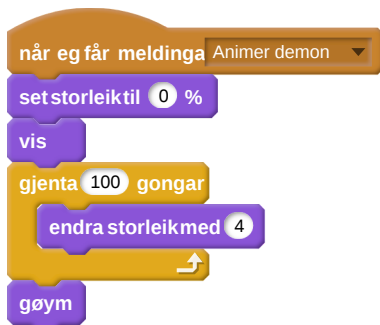 når eg får meldinga Animer demon
set storleik til 0 %
vis
gjenta 100 gongar
endra storleik med 4
gøym